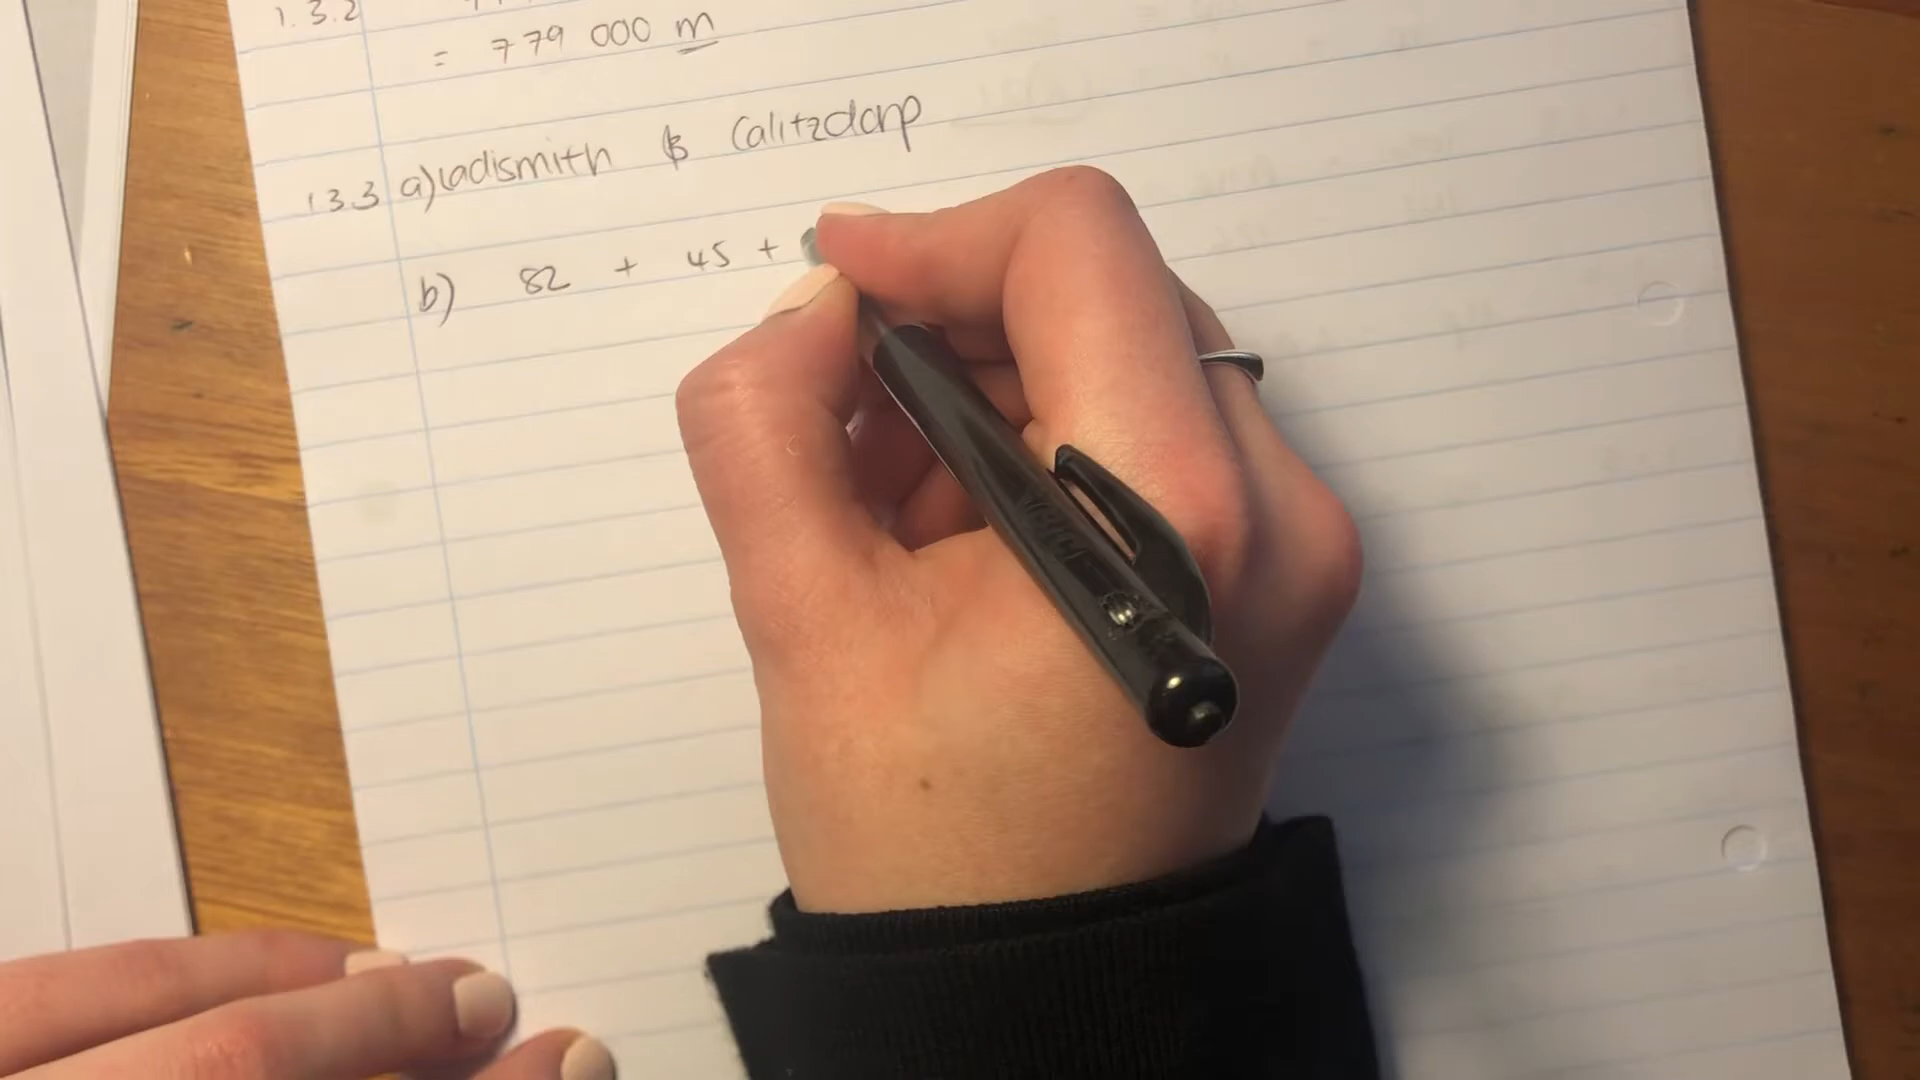 1.3.2
= 779 000 m
1.3.3 a) Ladismith & Calitzdorp
b) 82 + 45 +